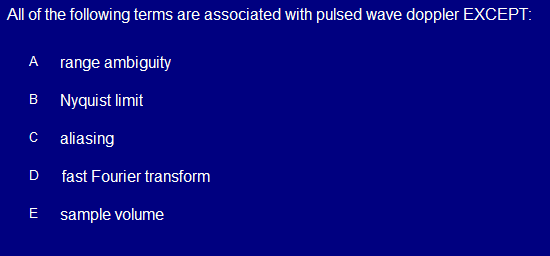 All of the following terms are associated with pulsed wave doppler EXCEPT:
A range ambiguity
B Nyquist limit
C aliasing
D fast Fourier transform
E sample volume